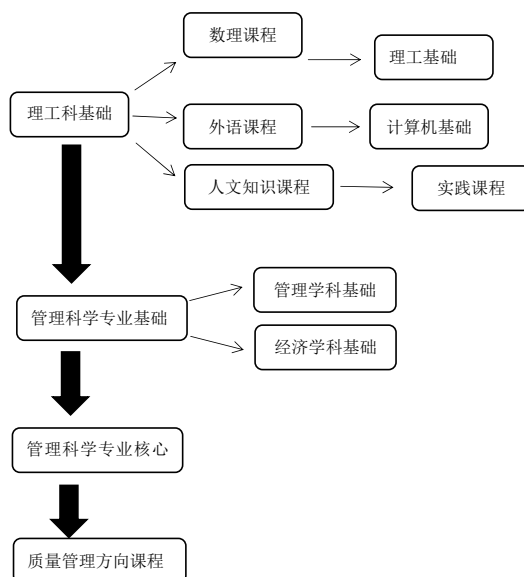 数理课程
理工基础
理工科基础
外语课程
计算机基础
人文知识课程
实践课程
管理学科基础
管理科学专业基础
经济学科基础
管理科学专业核心
质量管理方向课程